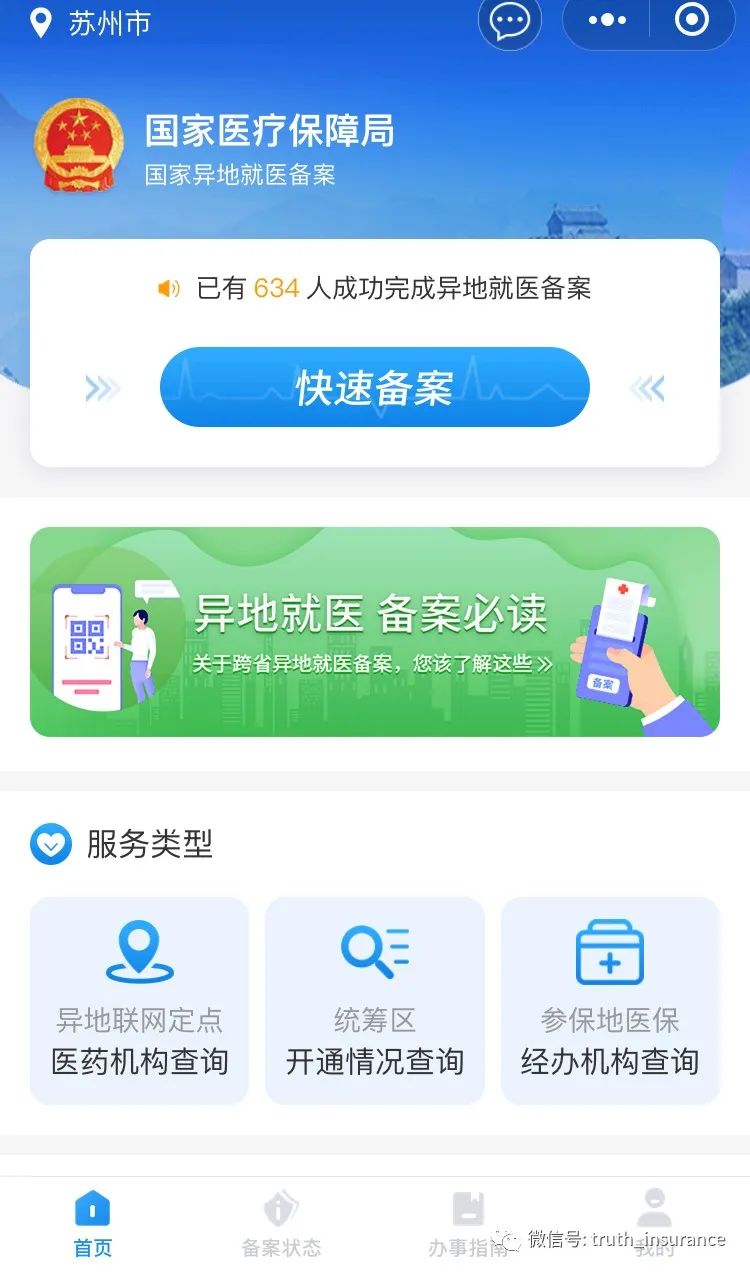 苏州市
国家医疗保障局
国家异地就医备案
已有 634 人成功完成异地就医备案
快速备案
异地就医 备案必读
关于跨省异地就医备案，您该了解这些
备案
服务类型
异地联网定点
医药机构查询
统筹区
开通情况查询
参保地医保
经办机构查询
首页
备案状态
办事指南
我的
微信号: truth_insurance